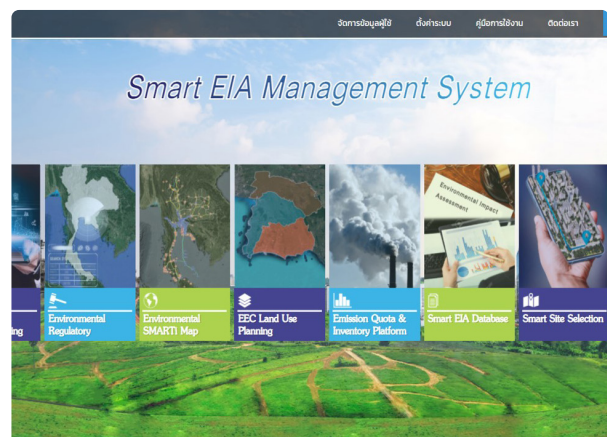 จัดการข้อมูลผู้ใช้ ตั้งค่าระบบ คู่มือการใช้งาน ติดต่อเรา
Smart EIA Management System
Environmental Impact
Assessment
ing
Environmental
Regulatory
Environmental
SMARTi Map
EEC Land Use
Planning
Emission Quota &
Inventory Platform
Smart EIA Database
Smart Site Selection